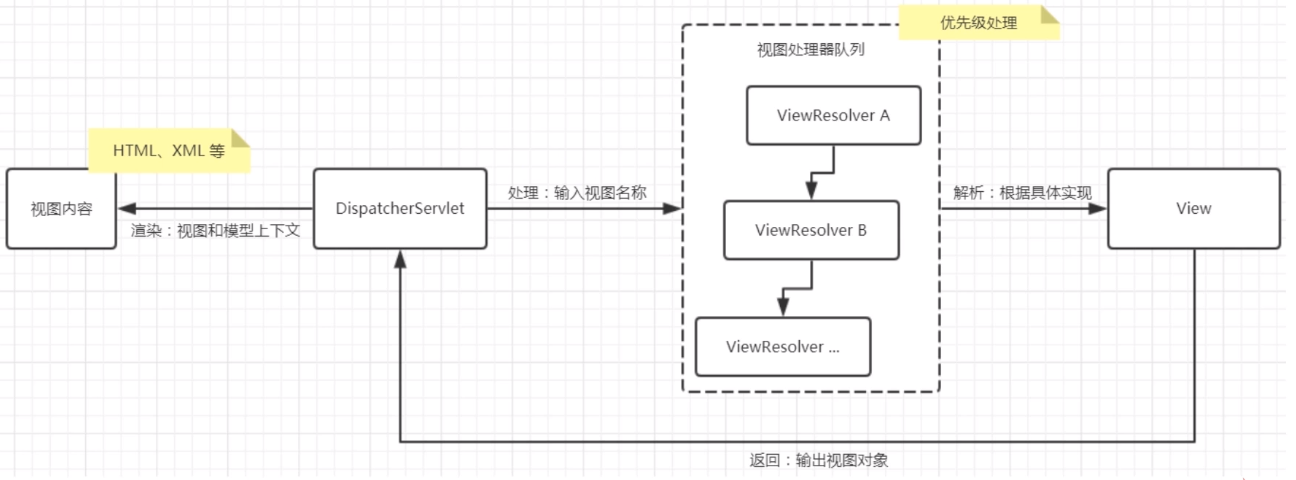 优先级处理
视图处理器队列
ViewResolver A
HTML、XML 等
处理：输入视图名称
解析：根据具体实现
视图内容
DispatcherServlet
View
渲染：视图和模型上下文
ViewResolver B
ViewResolver ...
返回：输出视图对象